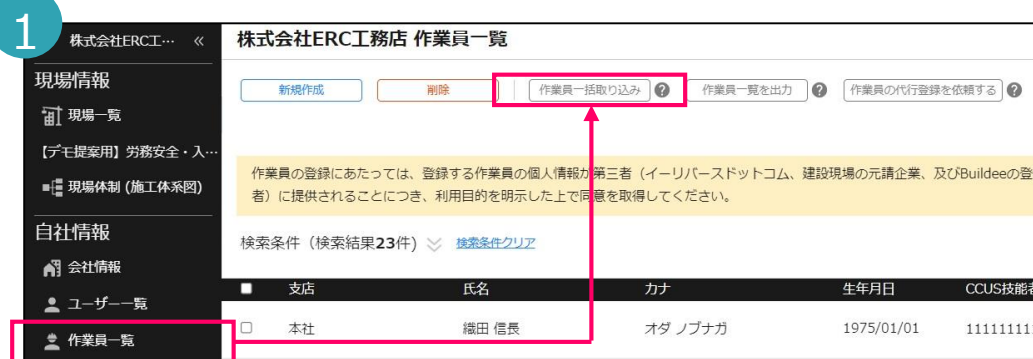 1
株式会社ERC工… «
株式会社ERC工務店 作業員一覧
現場情報
現場一覧
【デモ提案用】労務安全・入…
現場体制 (施工体系図)
自社情報
会社情報
ユーザー一覧
作業員一覧
新規作成 削除 作業員一括取り込み ? 作業員一覧を出力 ? 作業員の代行登録を依頼する ?
作業員の登録にあたっては、登録する作業員の個人情報が第三者（イーリバースドットコム、建設現場の元請企業、及びBuildeeの登
者）に提供されることにつき、利用目的を明示した上で同意を取得してください。
検索条件（検索結果23件) 検索条件クリア
支店 氏名 カナ 生年月日 CCUS技能者
本社 織田 信長 オダ ノブナガ 1975/01/01 11111111